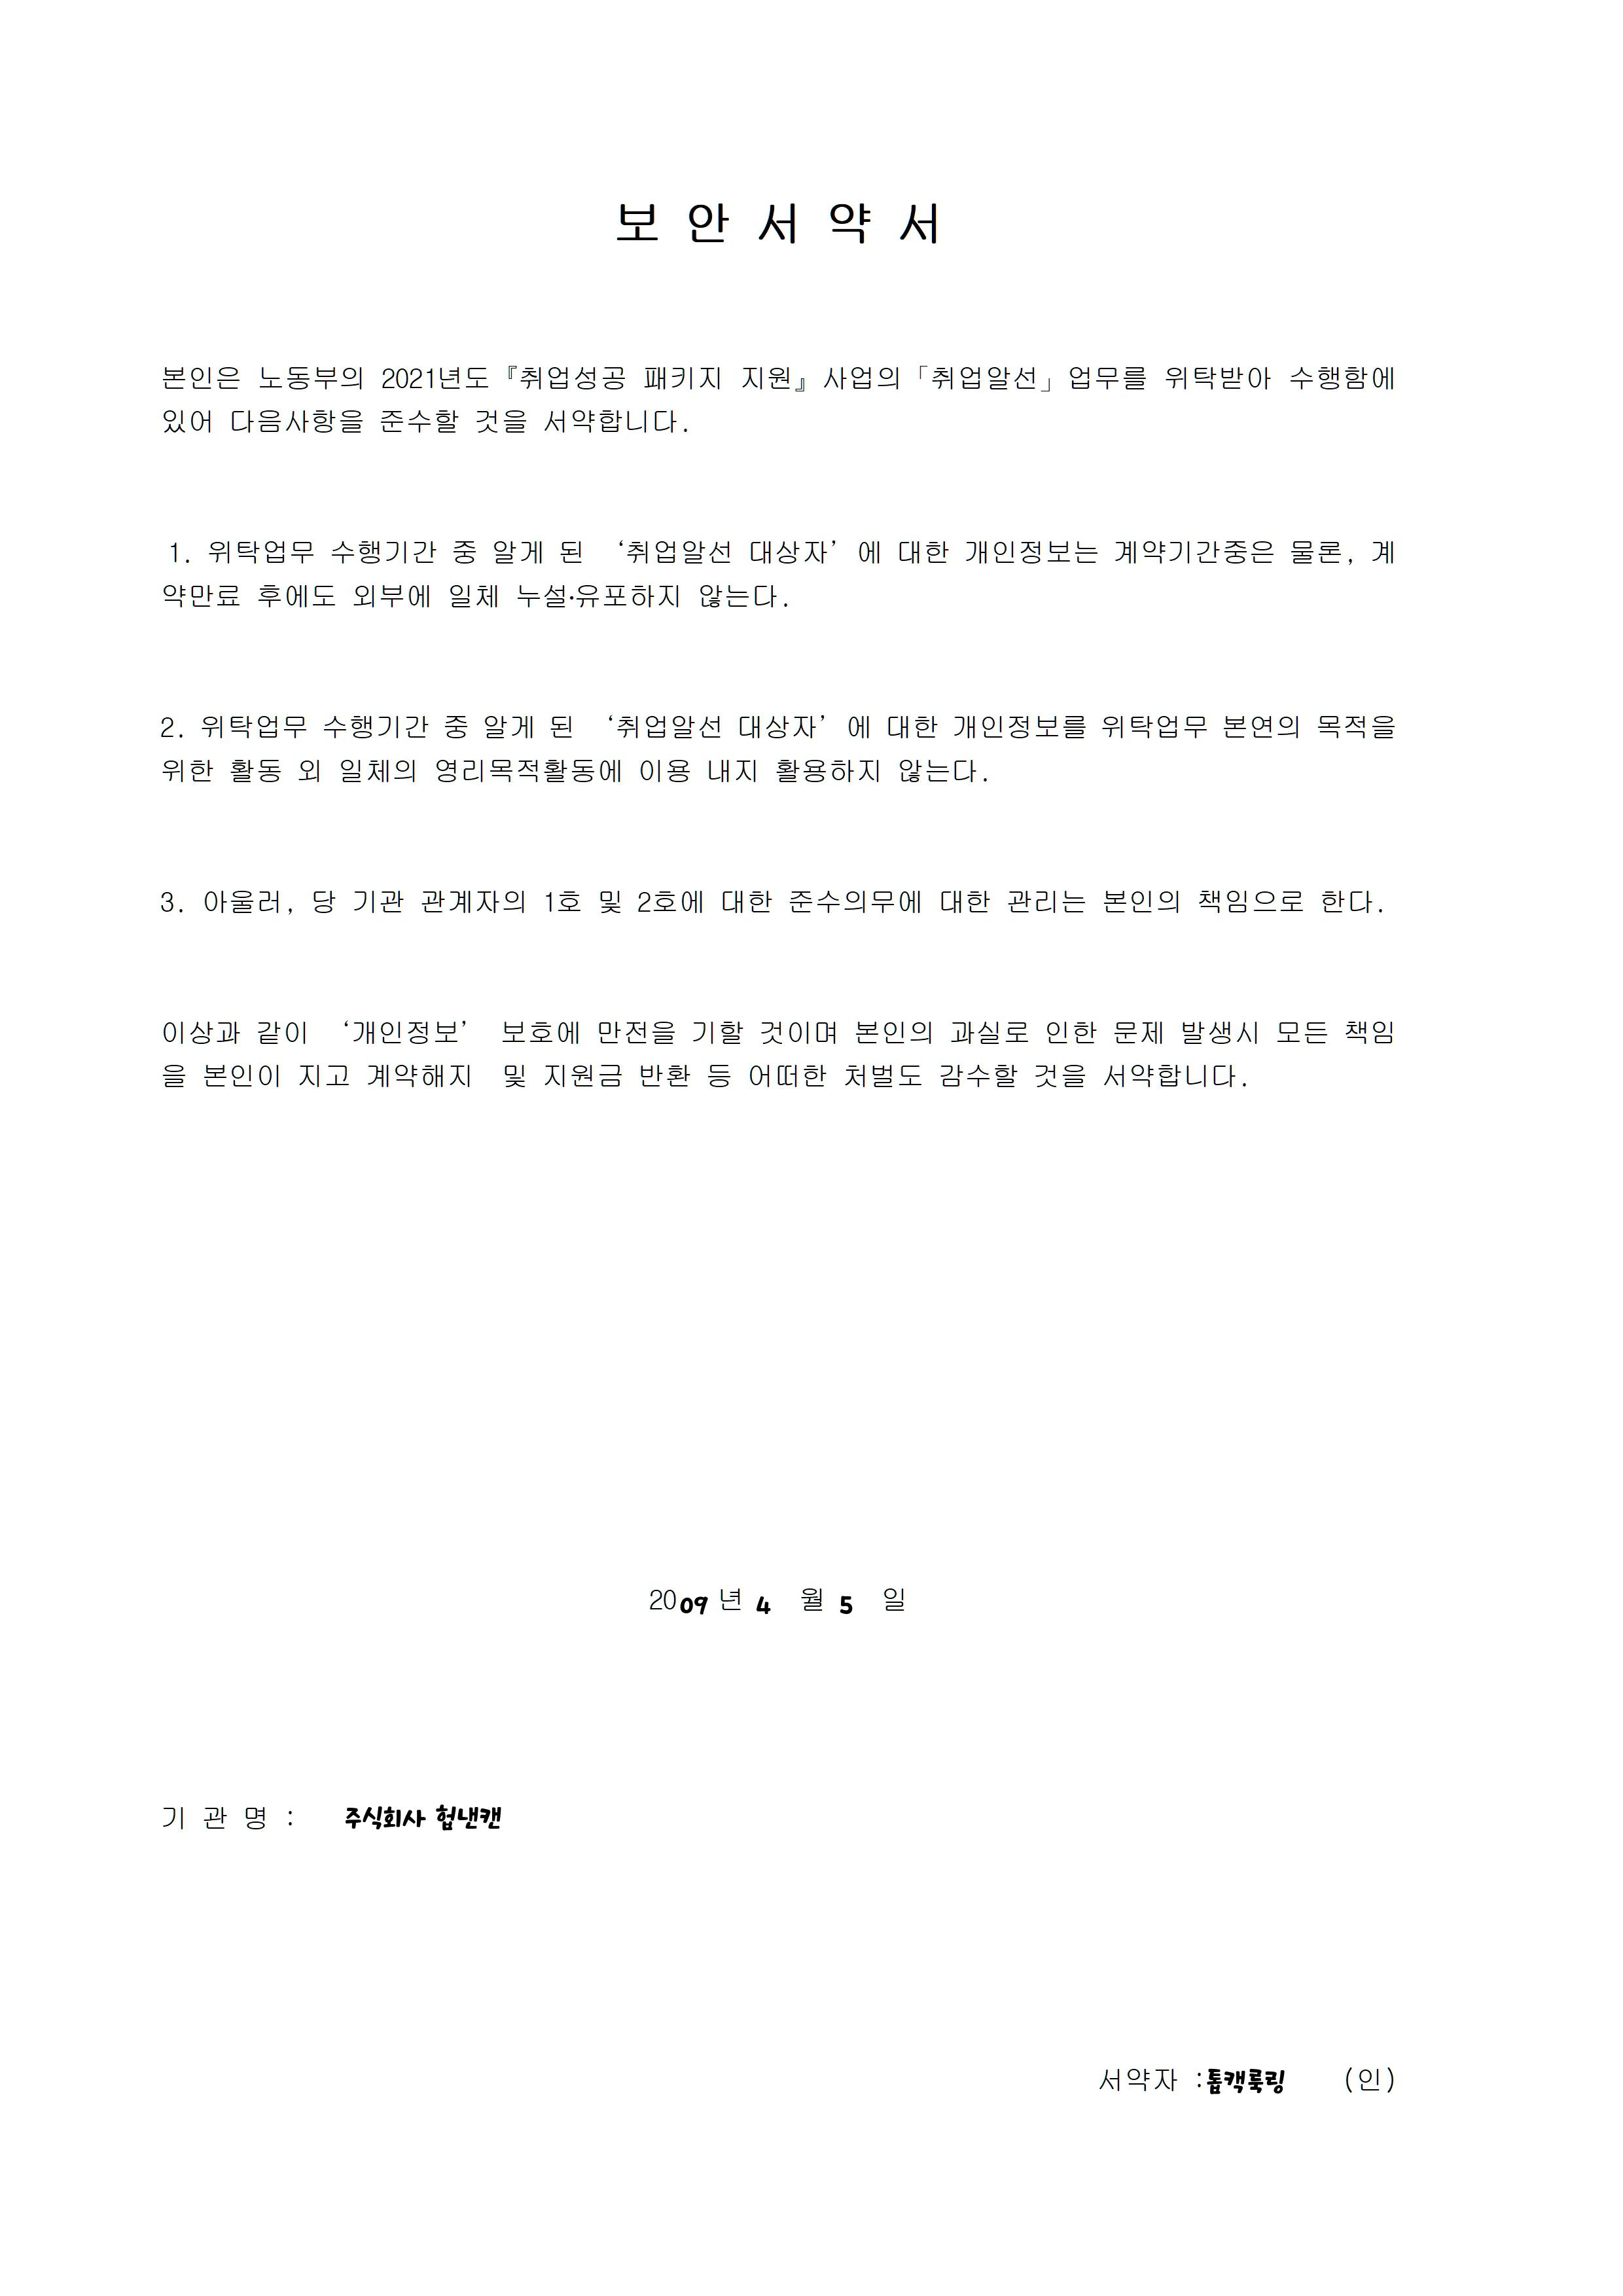 보 안 서 약 서
본인은 노동부의 2021년도『취업성공 패키지 지원』사업의「취업알선」업무를 위탁받아 수행함에
있어 다음사항을 준수할 것을 서약합니다.
1. 위탁업무 수행기간 중 알게 된 ‘취업알선 대상자’에 대한 개인정보는 계약기간중은 물론, 계
약만료 후에도 외부에 일체 누설·유포하지 않는다.
2. 위탁업무 수행기간 중 알게 된 ‘취업알선 대상자’에 대한 개인정보를 위탁업무 본연의 목적을
위한 활동 외 일체의 영리목적활동에 이용 내지 활용하지 않는다.
3. 아울러, 당 기관 관계자의 1호 및 2호에 대한 준수의무에 대한 관리는 본인의 책임으로 한다.
이상과 같이 ‘개인정보’ 보호에 만전을 기할 것이며 본인의 과실로 인한 문제 발생시 모든 책임
을 본인이 지고 계약해지 및 지원금 반환 등 어떠한 처벌도 감수할 것을 서약합니다.
2009 년 4 월 5 일
기 관 명 : 주식회사 헙낸캔
서약자 :톱캑룩링 (인)